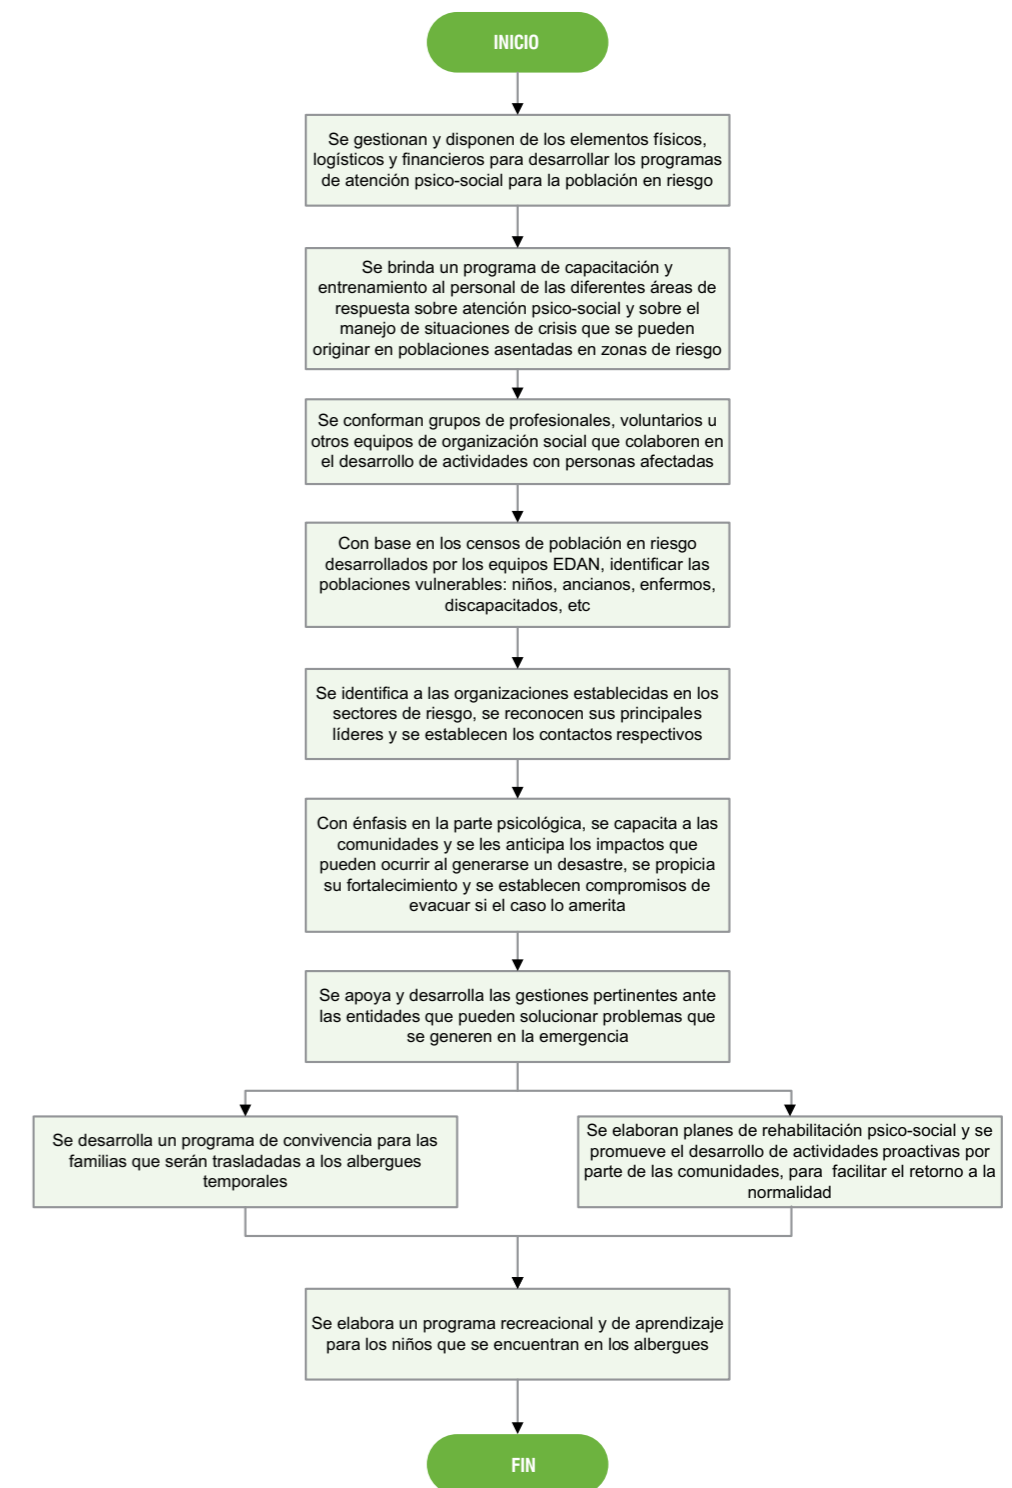 INICIO
Se gestionan y disponen de los elementos físicos,
logísticos y financieros para desarrollar los programas
de atención psico-social para la población en riesgo
Se brinda un programa de capacitación y
entrenamiento al personal de las diferentes áreas de
respuesta sobre atención psico-social y sobre el
manejo de situaciones de crisis que se pueden
originar en poblaciones asentadas en zonas de riesgo
Se conforman grupos de profesionales, voluntarios u
otros equipos de organización social que colaboren en
el desarrollo de actividades con personas afectadas
Con base en los censos de población en riesgo
desarrollados por los equipos EDAN, identificar las
poblaciones vulnerables: niños, ancianos, enfermos,
discapacitados, etc
Se identifica a las organizaciones establecidas en los
sectores de riesgo, se reconocen sus principales
líderes y se establecen los contactos respectivos
Con énfasis en la parte psicológica, se capacita a las
comunidades y se les anticipa los impactos que
pueden ocurrir al generarse un desastre, se propicia
su fortalecimiento y se establecen compromisos de
evacuar si el caso lo amerita
Se apoya y desarrolla las gestiones pertinentes ante
las entidades que pueden solucionar problemas que
se generen en la emergencia
Se desarrolla un programa de convivencia para las
familias que serán trasladadas a los albergues
temporales
Se elaboran planes de rehabilitación psico-social y se
promueve el desarrollo de actividades proactivas por
parte de las comunidades, para facilitar el retorno a la
normalidad
Se elabora un programa recreacional y de aprendizaje
para los niños que se encuentran en los albergues
FIN